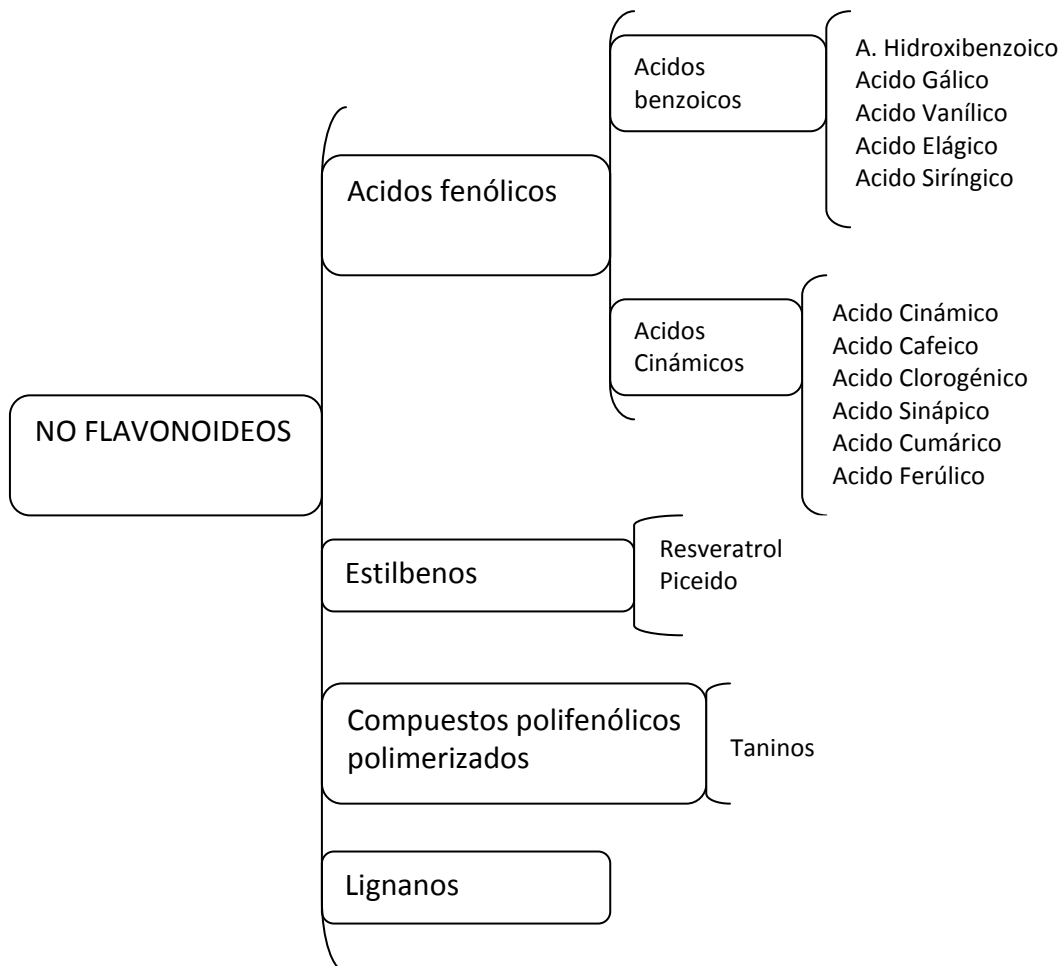 NO FLAVONOIDEOS
Acidos fenólicos
Acidos
benzoicos
A. Hidroxibenzoico
Acido Gálico
Acido Vanílico
Acido Elágico
Acido Siríngico
Acidos
Cinámicos
Acido Cinámico
Acido Cafeico
Acido Clorogénico
Acido Sinápico
Acido Cumárico
Acido Ferúlico
Estilbenos
Resveratrol
Piceido
Compuestos polifenólicos
polimerizados
Taninos
Lignanos